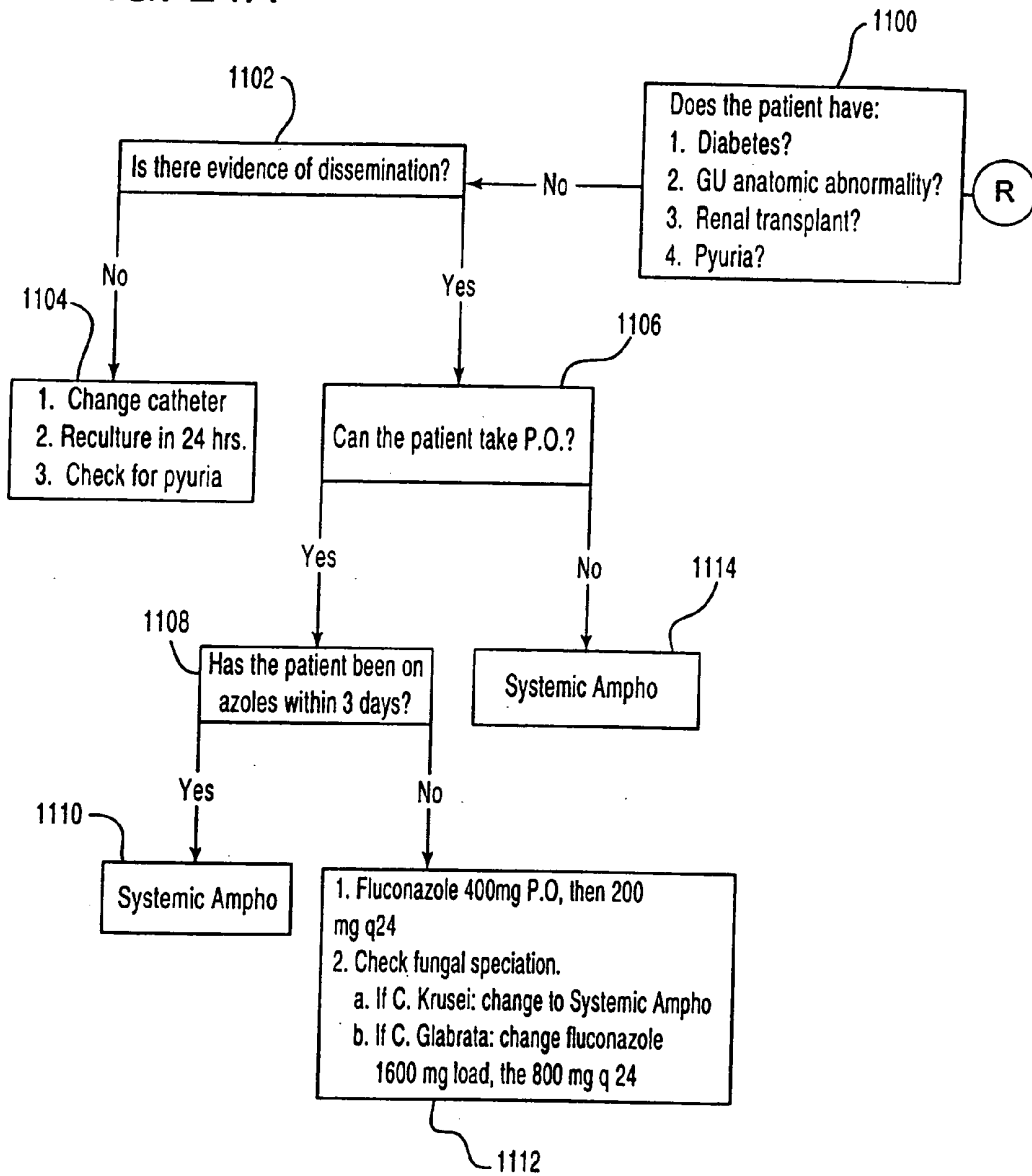 1100
1102
Does the patient have:
1. Diabetes?
2. GU anatomic abnormality?
3. Renal transplant?
4. Pyuria?
R
Is there evidence of dissemination?
No
No
Yes
1104
1106
1. Change catheter
2. Reculture in 24 hrs.
3. Check for pyuria
Can the patient take P.O.?
Yes
No
1114
1108
Has the patient been on
azoles within 3 days?
Systemic Ampho
Yes
No
1110
Systemic Ampho
1. Fluconazole 400mg P.O, then 200
mg q24
2. Check fungal speciation.
a. If C. Krusei: change to Systemic Ampho
b. If C. Glabrata: change fluconazole
1600 mg load, the 800 mg q 24
1112